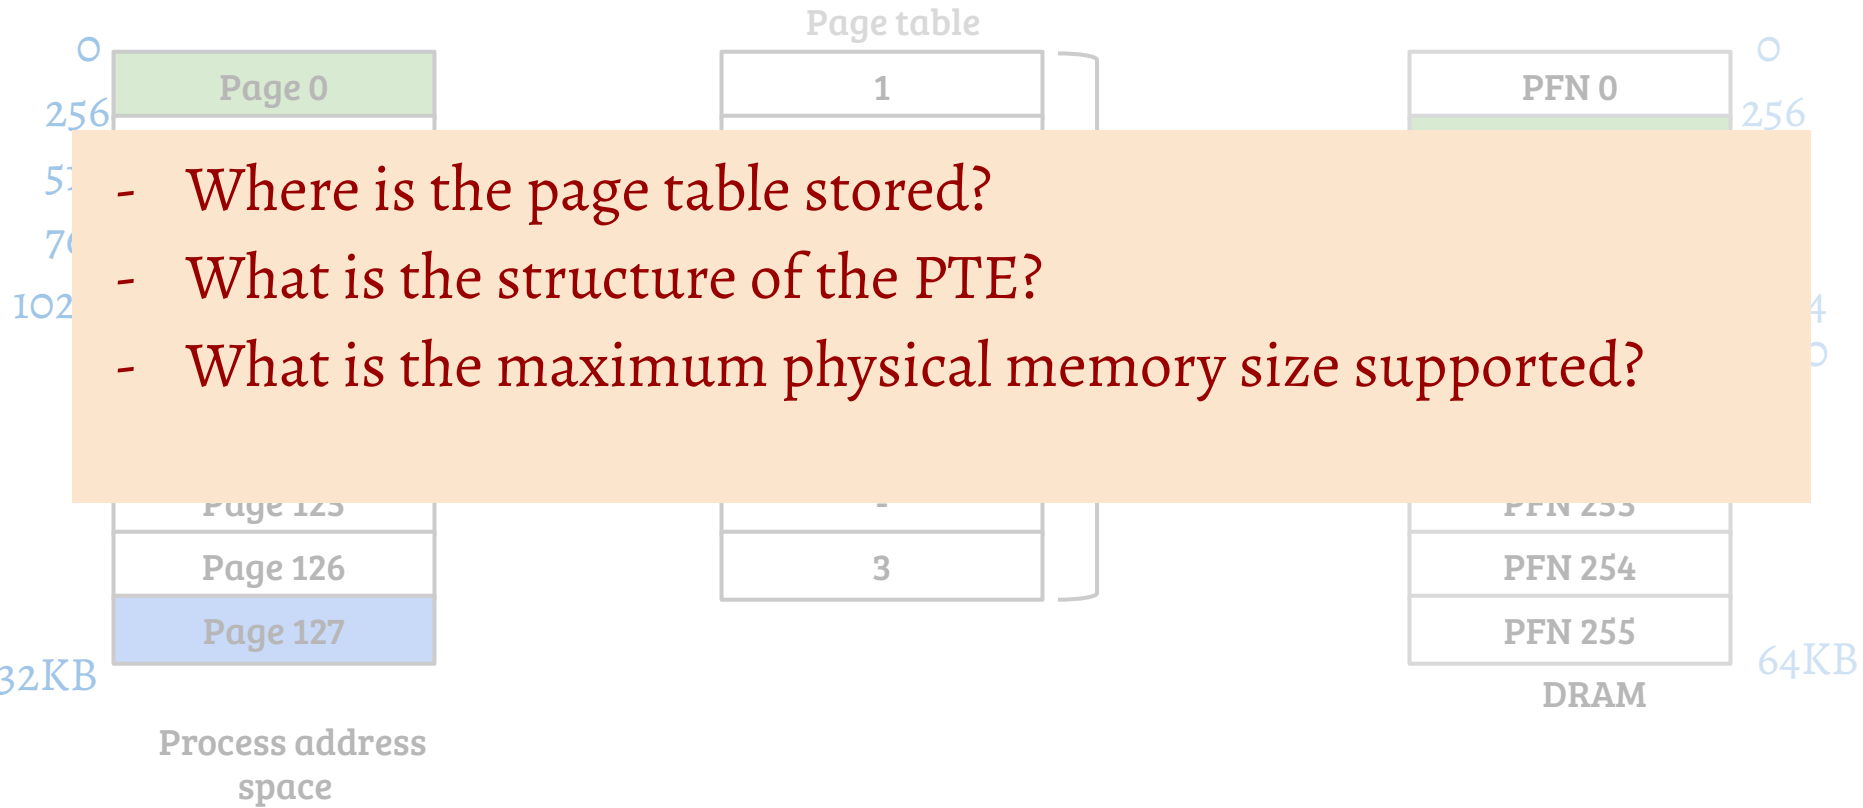 Page table
0
Page 0
1
PFN 0
0
256
256
- Where is the page table stored?
- What is the structure of the PTE?
- What is the maximum physical memory size supported?
Page 126
3
PFN 254
Page 127
PFN 255
32KB
64KB
DRAM
Process address
space